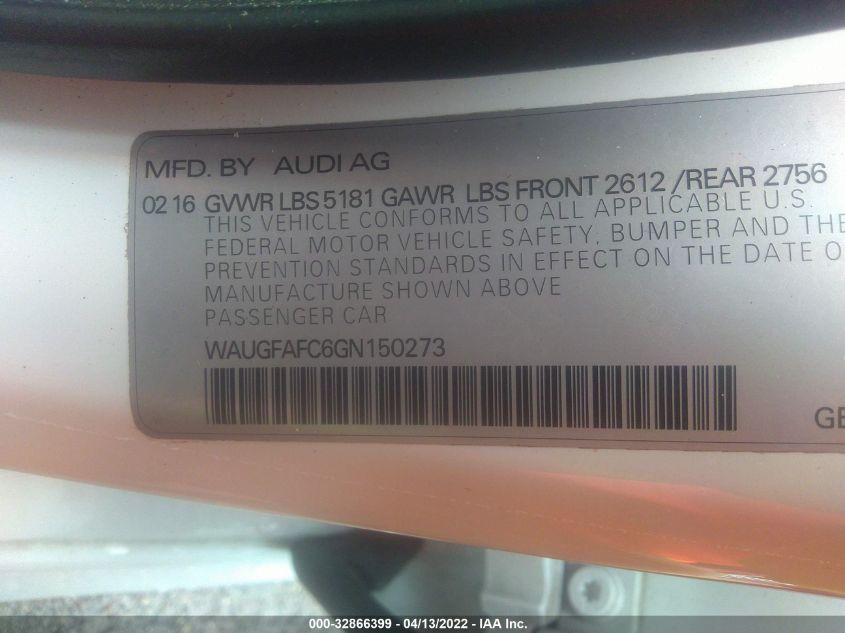 MFD. BY AUDI AG
02 16 GVWR LBS 5181 GAWR LBS FRONT 2612 /REAR 2756
THIS VEHICLE CONFORMS TO ALL APPLICABLE U.S.
FEDERAL MOTOR VEHICLE SAFETY, BUMPER AND THE
PREVENTION STANDARDS IN EFFECT ON THE DATE O
MANUFACTURE SHOWN ABOVE
PASSENGER CAR
WAUGFAFC6GN150273
GE
000-32866399 - 04/13/2022 - IAA Inc.